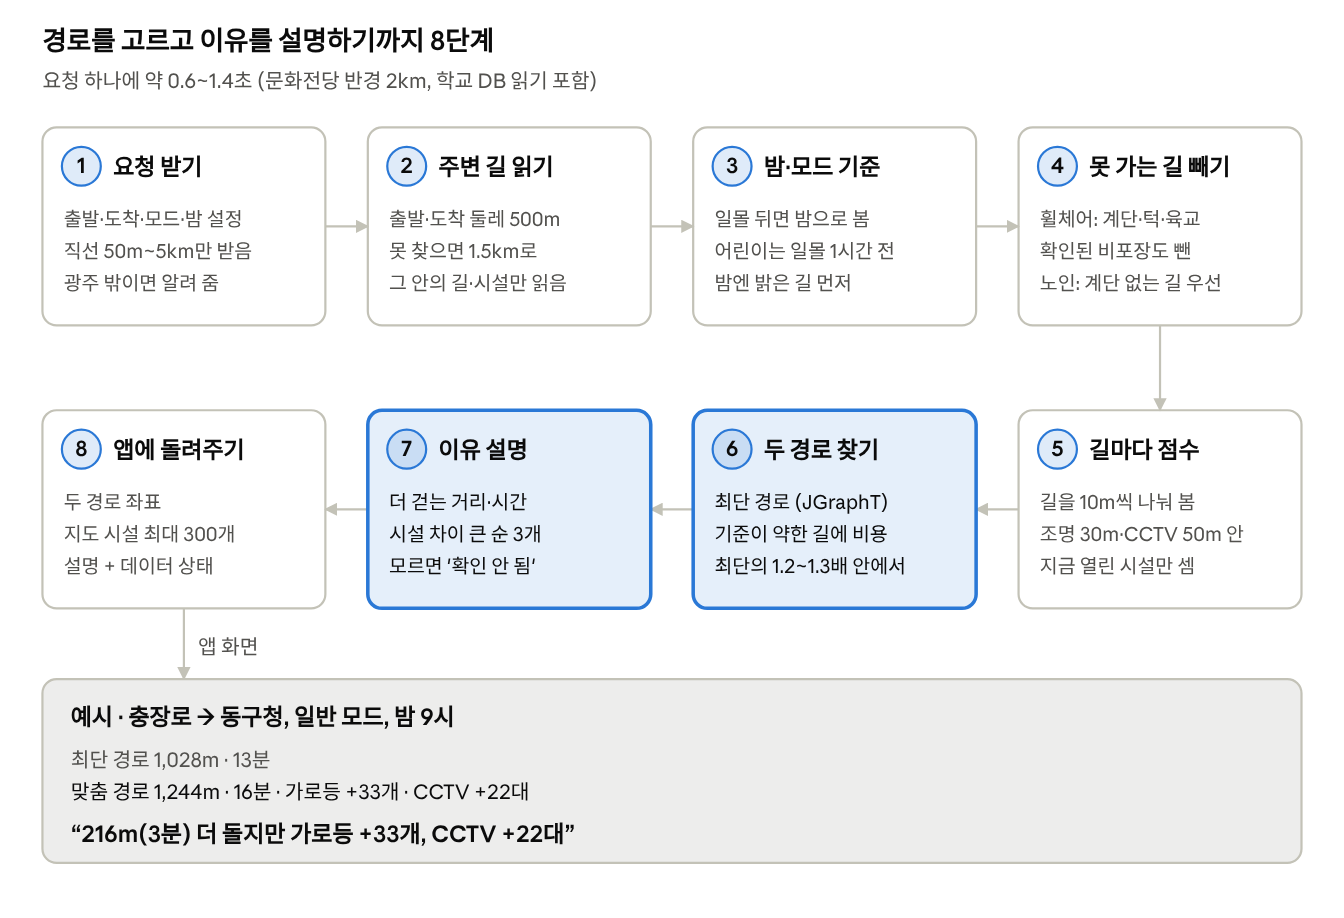 경로를 고르고 이유를 설명하기까지 8단계
요청 하나에 약 0.6~1.4초 (문화전당 반경 2km, 학교 DB 읽기 포함)
1 요청 받기
출발·도착·모드·밤 설정
직선 50m~5km만 받음
광주 밖이면 알려 줌
2 주변 길 읽기
출발·도착 둘레 500m
못 찾으면 1.5km로
그 안의 길·시설만 읽음
3 밤·모드 기준
일몰 뒤면 밤으로 봄
어린이는 일몰 1시간 전
밤엔 밝은 길 먼저
4 못 가는 길 빼기
휠체어: 계단·턱·육교
확인된 비포장도 뺀
노인: 계단 없는 길 우선
5 길마다 점수
길을 10m씩 나눠 봄
조명 30m·CCTV 50m 안
지금 열린 시설만 셈
6 두 경로 찾기
최단 경로 (JGraphT)
기준이 약한 길에 비용
최단의 1.2~1.3배 안에서
7 이유 설명
더 걷는 거리·시간
시설 차이 큰 순 3개
모르면 ‘확인 안 됨’
8 앱에 돌려주기
두 경로 좌표
지도 시설 최대 300개
설명 + 데이터 상태
앱 화면
예시 · 충장로 → 동구청, 일반 모드, 밤 9시
최단 경로 1,028m · 13분
맞춤 경로 1,244m · 16분 · 가로등 +33개 · CCTV +22대
“216m(3분) 더 돌지만 가로등 +33개, CCTV +22대”